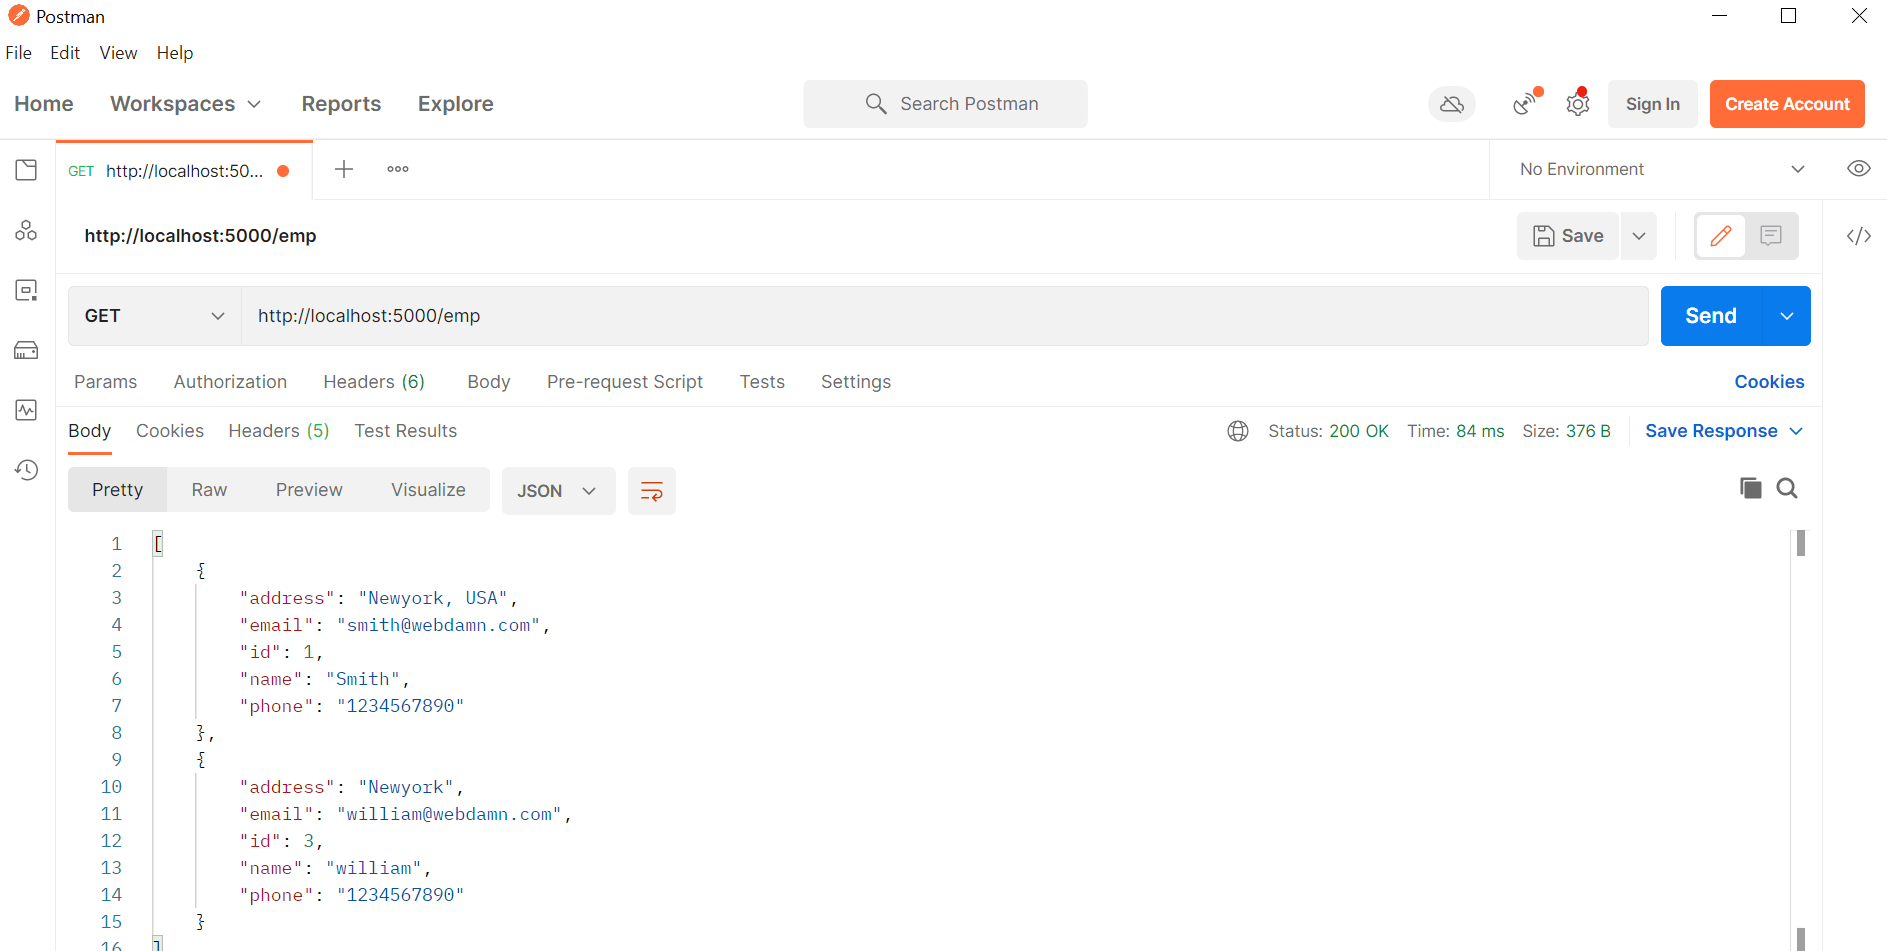 Postman
File Edit View Help
Home Workspaces Reports Explore Search Postman Sign In Create Account
GET http://localhost:50... No Environment
http://localhost:5000/emp Save
GET http://localhost:5000/emp Send
Params Authorization Headers (6) Body Pre-request Script Tests Settings Cookies
Body Cookies Headers (5) Test Results Status: 200 OK Time: 84 ms Size: 376 B Save Response
Pretty Raw Preview Visualize JSON
1 [
2 {
3 "address": "Newyork, USA",
4 "email": "smith@webdamn.com",
5 "id": 1,
6 "name": "Smith",
7 "phone": "1234567890"
8 },
9 {
10 "address": "Newyork",
11 "email": "william@webdamn.com",
12 "id": 3,
13 "name": "william",
14 "phone": "1234567890"
15 }
16 ]